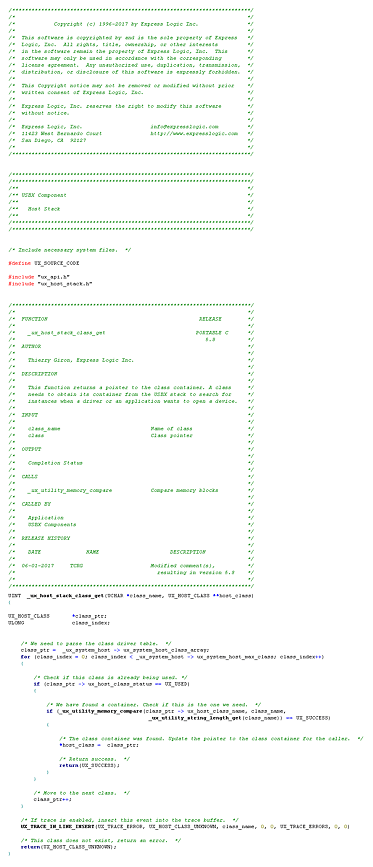 /**************************************************************************/
/*                                                                        */
/*            Copyright (c) 1996-2017 by Express Logic Inc.               */
/*                                                                        */
/*  This software is copyrighted by and is the sole property of Express   */
/*  Logic, Inc.  All rights, title, ownership, or other interests         */
/*  in the software remain the property of Express Logic, Inc.  This      */
/*  software may only be used in accordance with the corresponding        */
/*  license agreement.  Any unauthorized use, duplication, transmission,  */
/*  distribution, or disclosure of this software is expressly forbidden.  */
/*                                                                        */
/*  This Copyright notice may not be removed or modified without prior    */
/*  written consent of Express Logic, Inc.                                */
/*                                                                        */
/*  Express Logic, Inc. reserves the right to modify this software        */
/*  without notice.                                                       */
/*                                                                        */
/*  Express Logic, Inc.                     info@expresslogic.com         */
/*  11423 West Bernardo Court               http://www.expresslogic.com   */
/*  San Diego, CA  92127                                                  */
/*                                                                        */
/**************************************************************************/
/**************************************************************************/
/**************************************************************************/
/**                                                                       */
/** USBX Component                                                        */
/**                                                                       */
/**   Host Stack                                                          */
/**                                                                       */
/**************************************************************************/
/**************************************************************************/
/* Include necessary system files.  */
#define UX_SOURCE_CODE
#include "ux_api.h"
#include "ux_host_stack.h"
/**************************************************************************/
/*                                                                        */
/*  FUNCTION                                               RELEASE        */
/*                                                                        */
/*    _ux_host_stack_class_get                            PORTABLE C      */
/*                                                           5.8          */
/*  AUTHOR                                                                */
/*                                                                        */
/*    Thierry Giron, Express Logic Inc.                                   */
/*                                                                        */
/*  DESCRIPTION                                                           */
/*                                                                        */
/*    This function returns a pointer to the class container. A class     */
/*    needs to obtain its container from the USBX stack to search for     */
/*    instances when a driver or an application wants to open a device.   */
/*                                                                        */
/*  INPUT                                                                 */
/*                                                                        */
/*    class_name                            Name of class                 */
/*    class                                 Class pointer                 */
/*                                                                        */
/*  OUTPUT                                                                */
/*                                                                        */
/*    Completion Status                                                   */
/*                                                                        */
/*  CALLS                                                                 */
/*                                                                        */
/*    _ux_utility_memory_compare            Compare memory blocks         */
/*                                                                        */
/*  CALLED BY                                                             */
/*                                                                        */
/*    Application                                                         */
/*    USBX Components                                                     */
/*                                                                        */
/*  RELEASE HISTORY                                                       */
/*                                                                        */
/*    DATE              NAME                      DESCRIPTION             */
/*                                                                        */
/*  06-01-2017     TCRG                     Modified comment(s),          */
/*                                            resulting in version 5.8    */
/*                                                                        */
/**************************************************************************/
UINT  _ux_host_stack_class_get(UCHAR *class_name, UX_HOST_CLASS **host_class)
{
UX_HOST_CLASS       *class_ptr;
ULONG               class_index;
/* We need to parse the class driver table.  */
class_ptr =  _ux_system_host -> ux_system_host_class_array;
for (class_index = 0; class_index < _ux_system_host -> ux_system_host_max_class; class_index++)
{
/* Check if this class is already being used.  */
if (class_ptr -> ux_host_class_status == UX_USED)
{
/* We have found a container. Check if this is the one we need.  */
if (_ux_utility_memory_compare(class_ptr -> ux_host_class_name, class_name,
_ux_utility_string_length_get(class_name)) == UX_SUCCESS)
{
/* The class container was found. Update the pointer to the class container for the caller.  */
*host_class =  class_ptr;
/* Return success.  */
return(UX_SUCCESS);
}
}
/* Move to the next class.  */
class_ptr++;
}
/* If trace is enabled, insert this event into the trace buffer.  */
UX_TRACE_IN_LINE_INSERT(UX_TRACE_ERROR, UX_HOST_CLASS_UNKNOWN, class_name, 0, 0, UX_TRACE_ERRORS, 0, 0)
/* This class does not exist, return an error.  */
return(UX_HOST_CLASS_UNKNOWN);
}